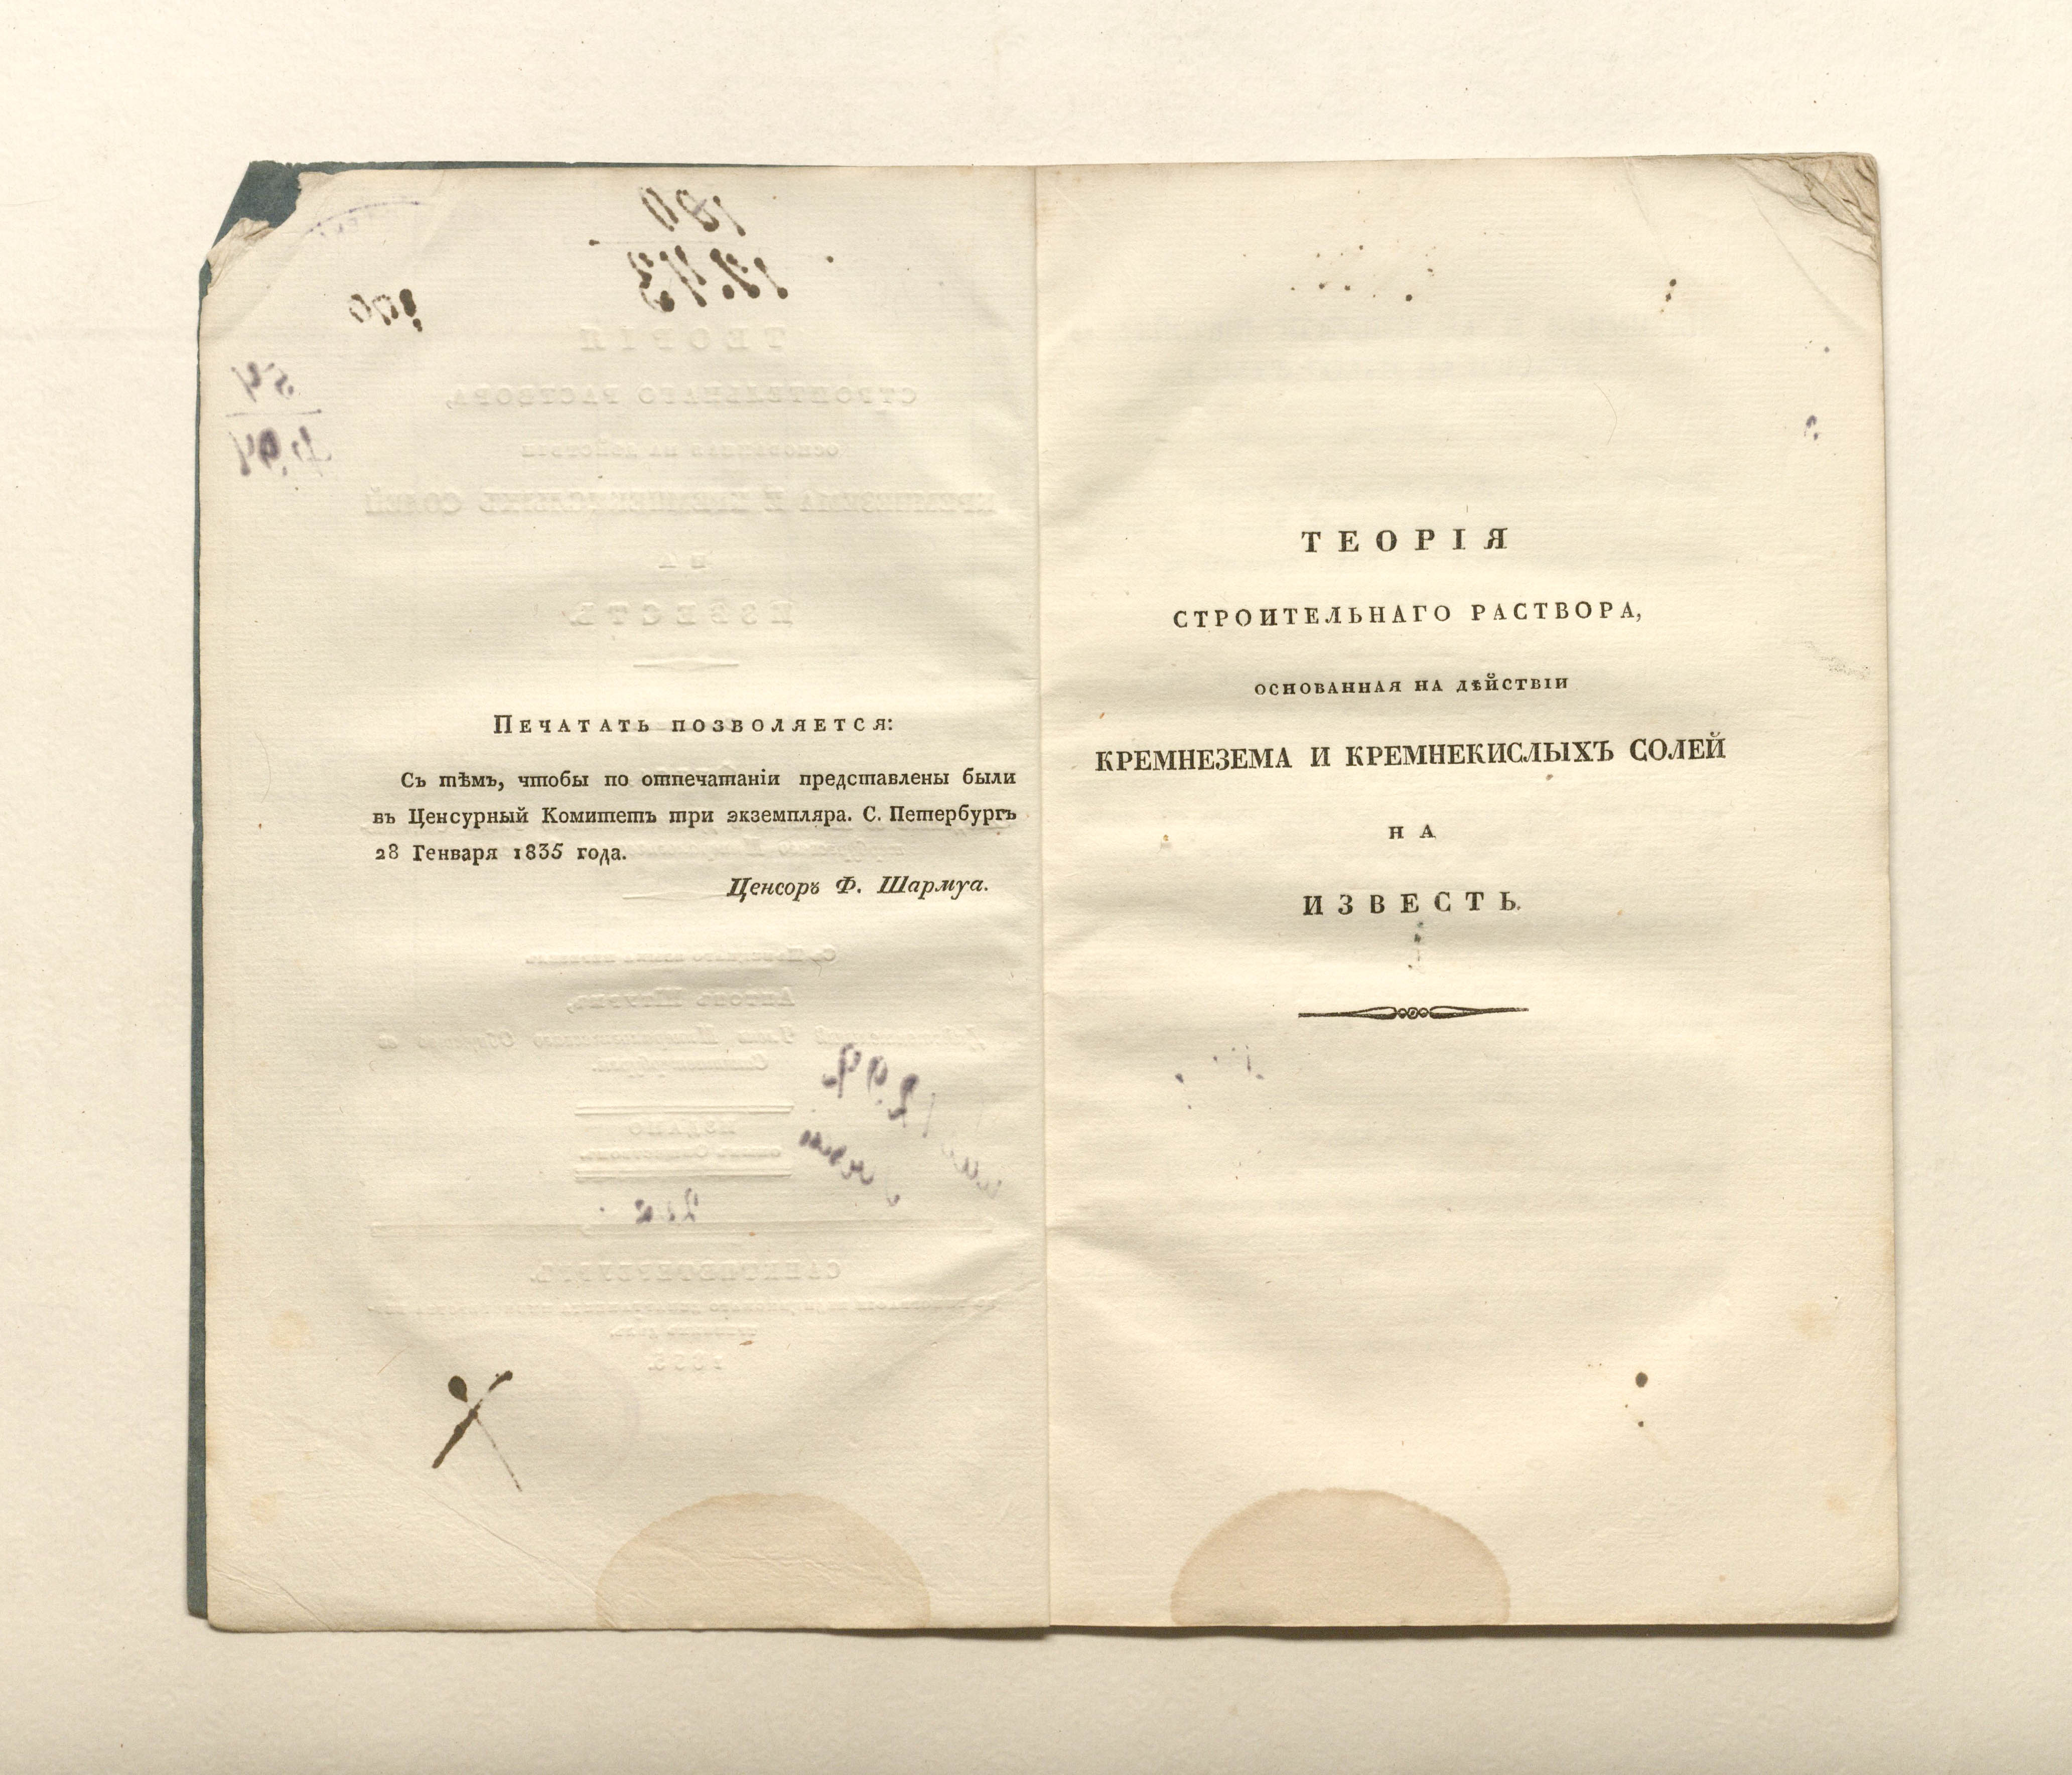 Печатать позволяется:
Съ тѣмъ, чтобы по отпечатаніи представлены были
въ Ценсурный Комитетъ три экземпляра. С. Петербургъ
28 Генваря 1835 года.
Ценсоръ Ф. Шармуа.
ТЕОРІЯ
СТРОИТЕЛЬНАГО РАСТВОРА,
ОСНОВАННАЯ НА ДѢЙСТВІИ
КРЕМНЕЗЕМА И КРЕМНЕКИСЛЫХЪ СОЛЕЙ
НА
ИЗВЕСТЬ.